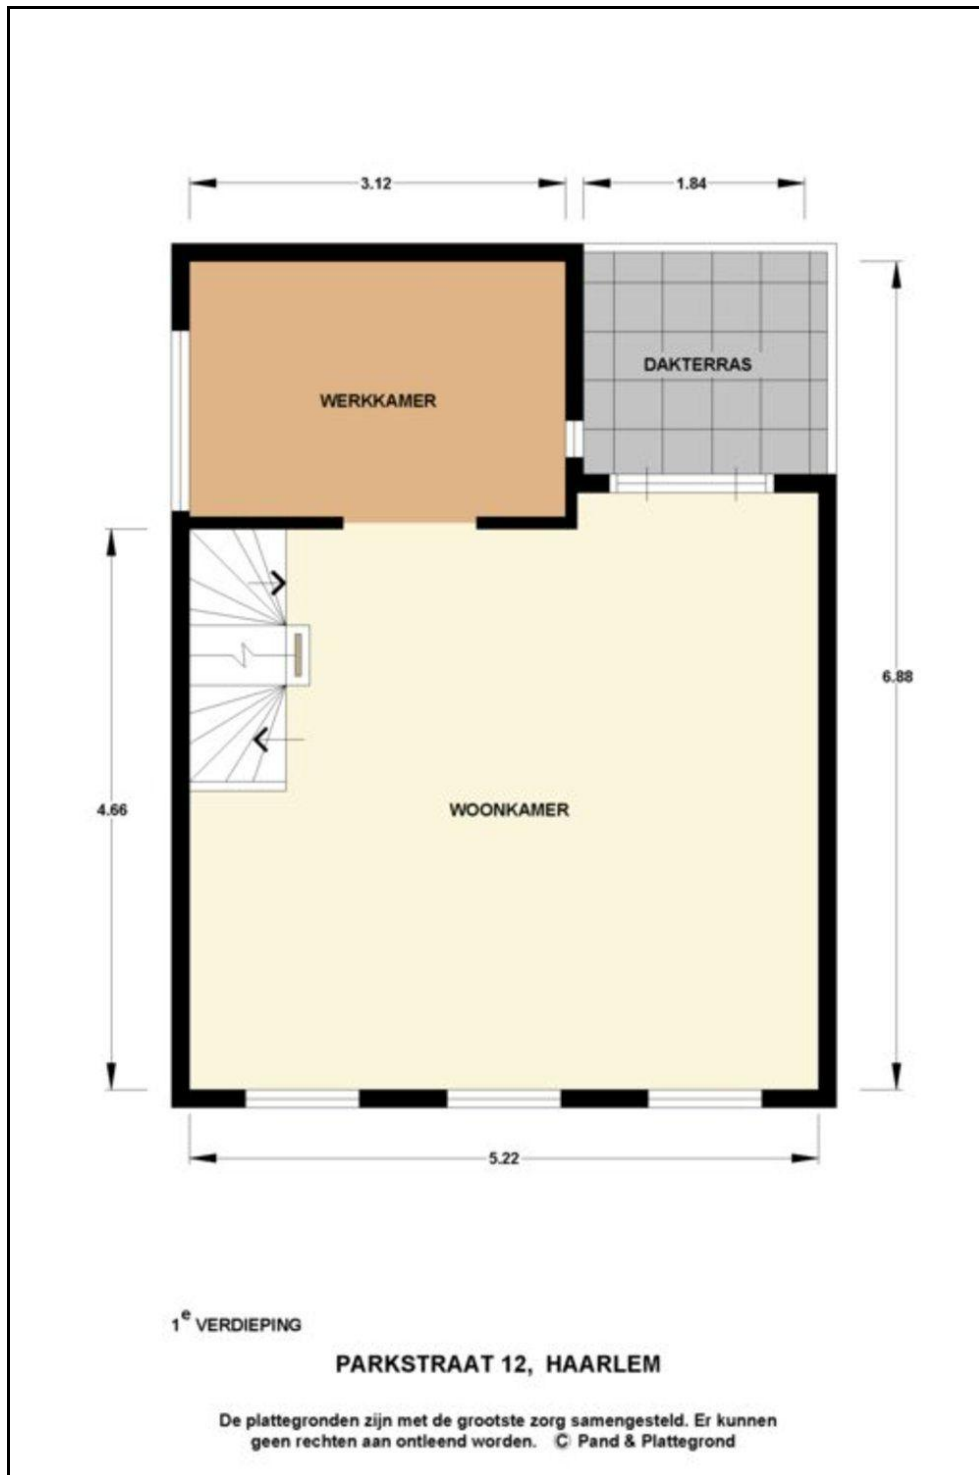 3.12
1.84
DAKTERRAS
WERKKAMER
6.88
4.66
WOONKAMER
5.22
1e VERDIEPING
PARKSTRAAT 12, HAARLEM
De plattegronden zijn met de grootste zorg samengesteld. Er kunnen
geen rechten aan ontleend worden. © Pand & Plattegrond